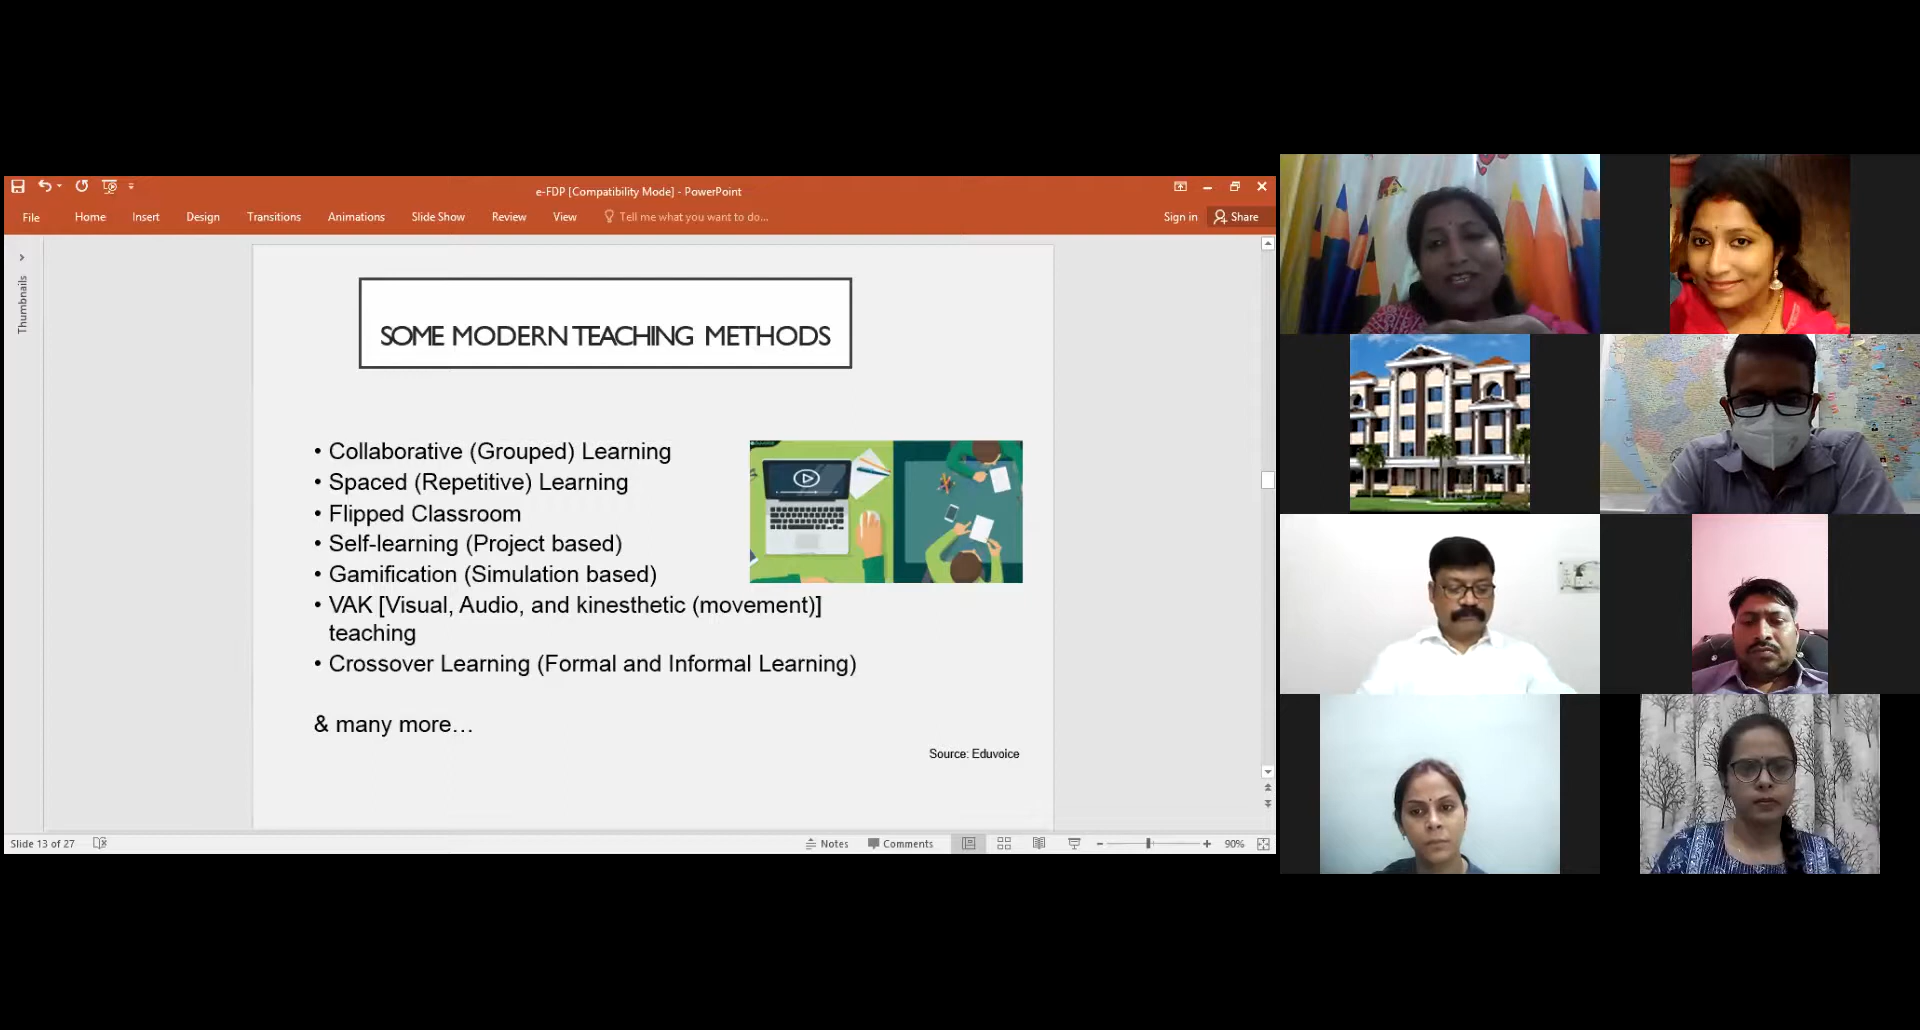 e-FDP [Compatibility Mode] - PowerPoint
File Home Insert Design Transitions Animations Slide Show Review View Tell me what you want to do... Sign in Share
Thumbnails
SOME MODERN TEACHING METHODS
• Collaborative (Grouped) Learning
• Spaced (Repetitive) Learning
• Flipped Classroom
• Self-learning (Project based)
• Gamification (Simulation based)
• VAK [Visual, Audio, and kinesthetic (movement)]
teaching
• Crossover Learning (Formal and Informal Learning)
& many more…
Source: Eduvoice
Slide 13 of 27 Notes Comments 90%